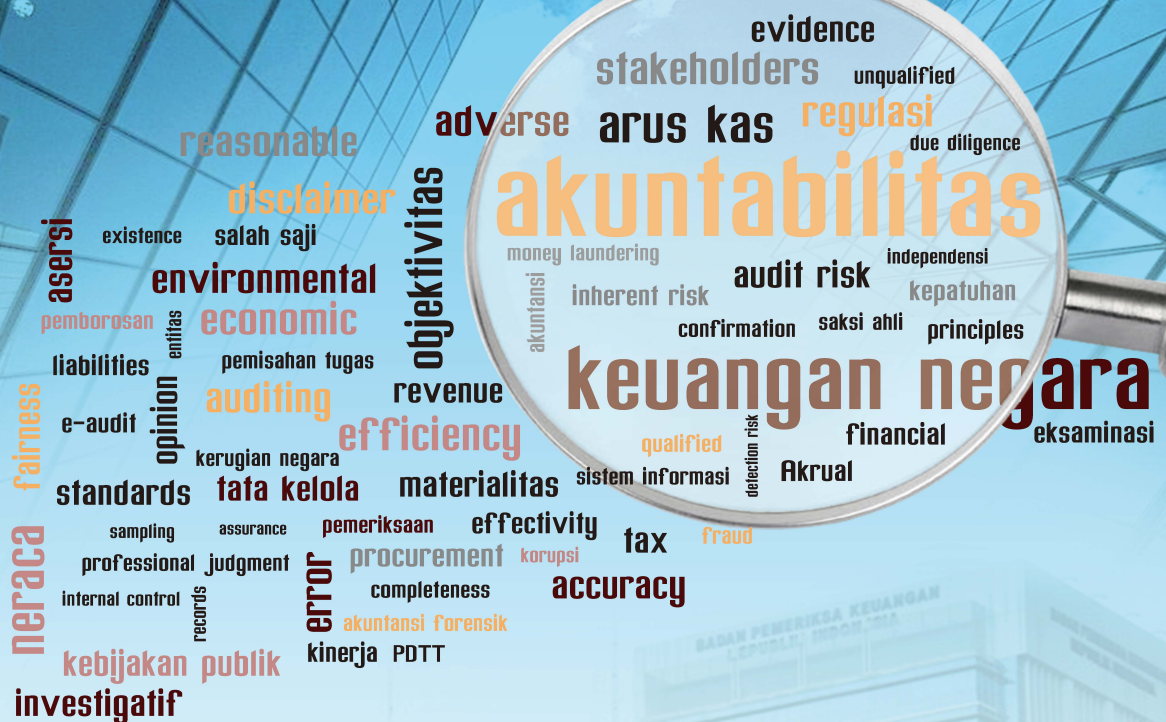 evidence
stakeholders
unqualified
adverse
arus kas
regulasi
reasonable
due diligence
disclaimer
objektivitas
akuntabilitas
asersi
existence
salah saji
money laundering
independensi
environmental
akuntansi
inherent risk
audit risk
kepatuhan
pemborosan
entitas
economic
confirmation
saksi ahli
principles
liabilities
pemisahan tugas
keuangan negara
fairness
opinion
auditing
revenue
e-audit
efficiency
qualified
detection risk
financial
eksaminasi
kerugian negara
standards
tata kelola
materialitas
sistem informasi
Akrual
sampling
assurance
pemeriksaan
effectivity
tax
fraud
neraca
professional judgment
error
procurement
korupsi
internal control
records
completeness
accuracy
akuntansi forensik
kebijakan publik
kinerja
PDTT
investigatif
BADAN PEMERIKSA KEUANGAN